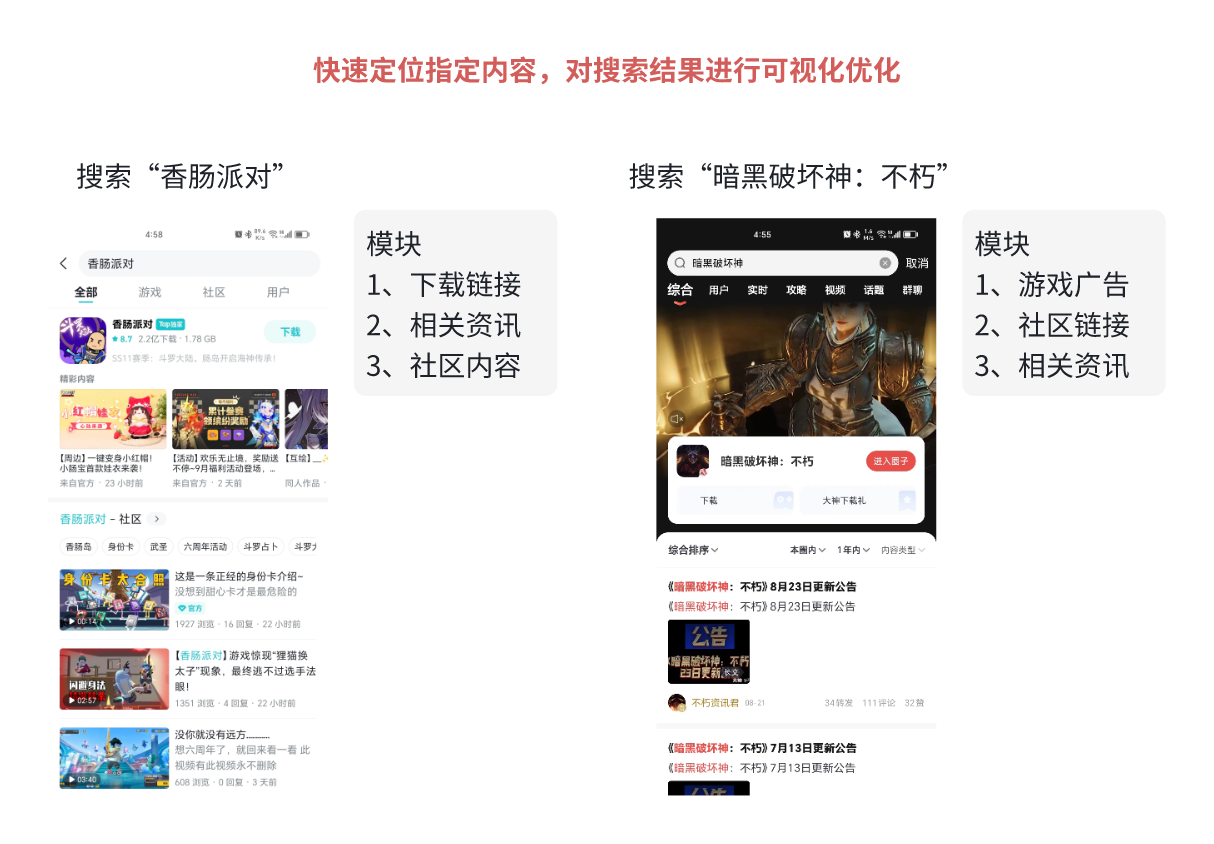 快速定位指定内容，对搜索结果进行可视化优化
搜索“香肠派对”
4:58
香肠派对
全部 游戏 社区 用户
香肠派对 Top独家
8.7 2.2亿下载 · 1.78 GB
SS11赛季：斗罗大陆，肠岛开启海神传承！
下载
精彩内容
【周边】一键变身小红帽！
小肠宝首款娃衣来袭！
来自官方 · 23 小时前
累计登赛
领缤纷奖励
【活动】欢乐无止境，奖励送
不停~9月福利活动登场，...
来自官方 · 2 天前
【互绘】__
同人作品 ·
香肠派对 – 社区
香肠岛 身份卡 武圣 六周年活动 斗罗占卜
身份卡大合照
00:14
这是一条正经的身份卡介绍~
没想到甜心卡才是最危险的
官方
1927 浏览 · 16 回复 · 22 小时前
闪避身法
02:57
【香肠派对】游戏惊现“狸猫换
太子”现象，最终逃不过选手法
眼！
1351 浏览 · 4 回复 · 22 小时前
03:40
没你就没有远方…………
想六周年了，就回来看一看 此
视频有此视频永不删除
608 浏览 · 0 回复 · 3 天前
模块
1、下载链接
2、相关资讯
3、社区内容
搜索“暗黑破坏神：不朽”
4:55
暗黑破坏神
取消
综合 用户 实时 攻略 视频 话题 群聊
暗黑破坏神：不朽
进入圈子
下载 大神下载礼
综合排序 本圈内 1年内 内容类型
《暗黑破坏神：不朽》8月23日更新公告
《暗黑破坏神：不朽》8月23日更新公告
公告
暗黑破坏神：不朽
23日更新
长文
不朽资讯君 08-21 34转发 111评论 32赞
《暗黑破坏神：不朽》7月13日更新公告
《暗黑破坏神：不朽》7月13日更新公告
模块
1、游戏广告
2、社区链接
3、相关资讯